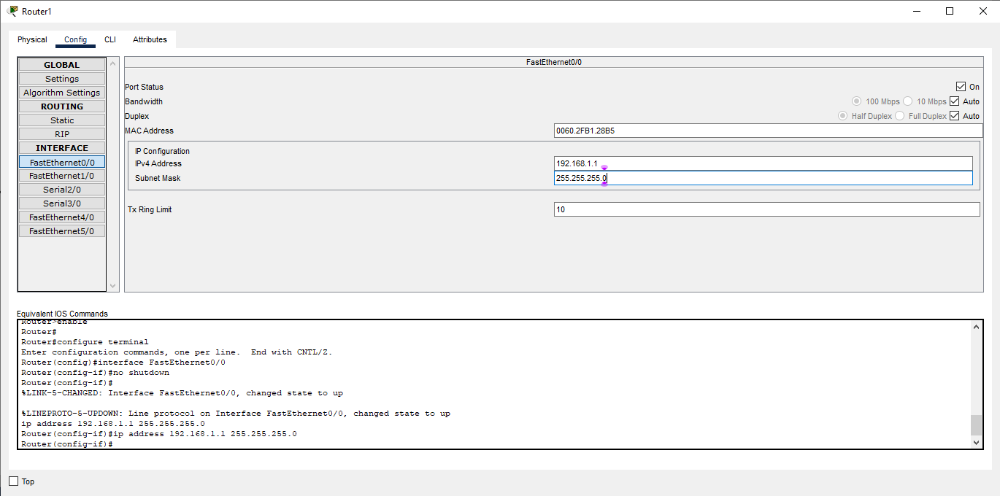 Router1
Physical Config CLI Attributes
GLOBAL
Settings
Algorithm Settings
ROUTING
Static
RIP
INTERFACE
FastEthernet0/0
FastEthernet1/0
Serial2/0
Serial3/0
FastEthernet4/0
FastEthernet5/0
FastEthernet0/0
Port Status On
Bandwidth 100 Mbps 10 Mbps Auto
Duplex Half Duplex Full Duplex Auto
MAC Address 0060.2FB1.28B5
IP Configuration
IPv4 Address 192.168.1.1
Subnet Mask 255.255.255.0
Tx Ring Limit 10
Equivalent IOS Commands
Router>enable
Router#
Router#configure terminal
Enter configuration commands, one per line. End with CNTL/Z.
Router(config)#interface FastEthernet0/0
Router(config-if)#no shutdown
Router(config-if)#
%LINK-5-CHANGED: Interface FastEthernet0/0, changed state to up
%LINEPROTO-5-UPDOWN: Line protocol on Interface FastEthernet0/0, changed state to up
ip address 192.168.1.1 255.255.255.0
Router(config-if)#ip address 192.168.1.1 255.255.255.0
Router(config-if)#
Top